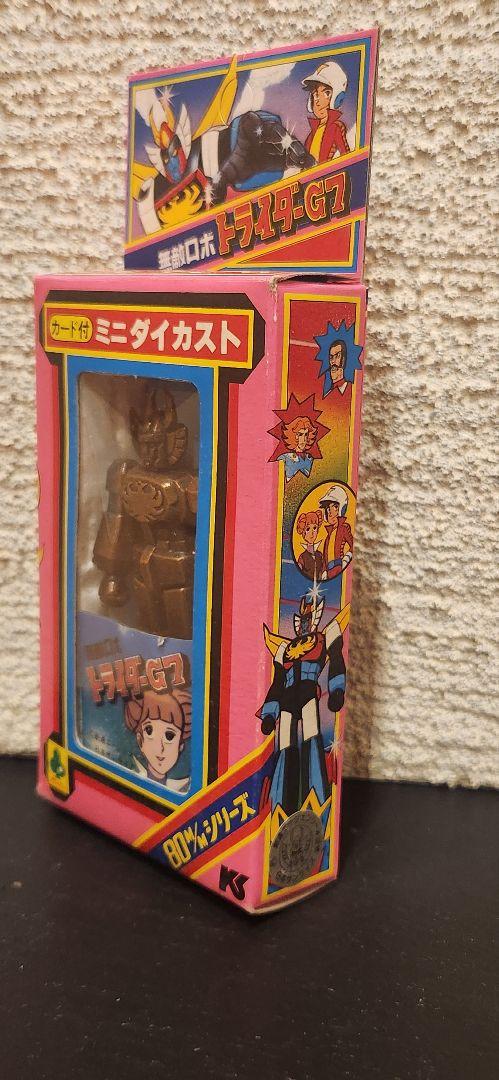 無敵ロボ トライダーG7
カード付 ミニダイカスト
トライダーG7
80M/Mシリーズ
KS